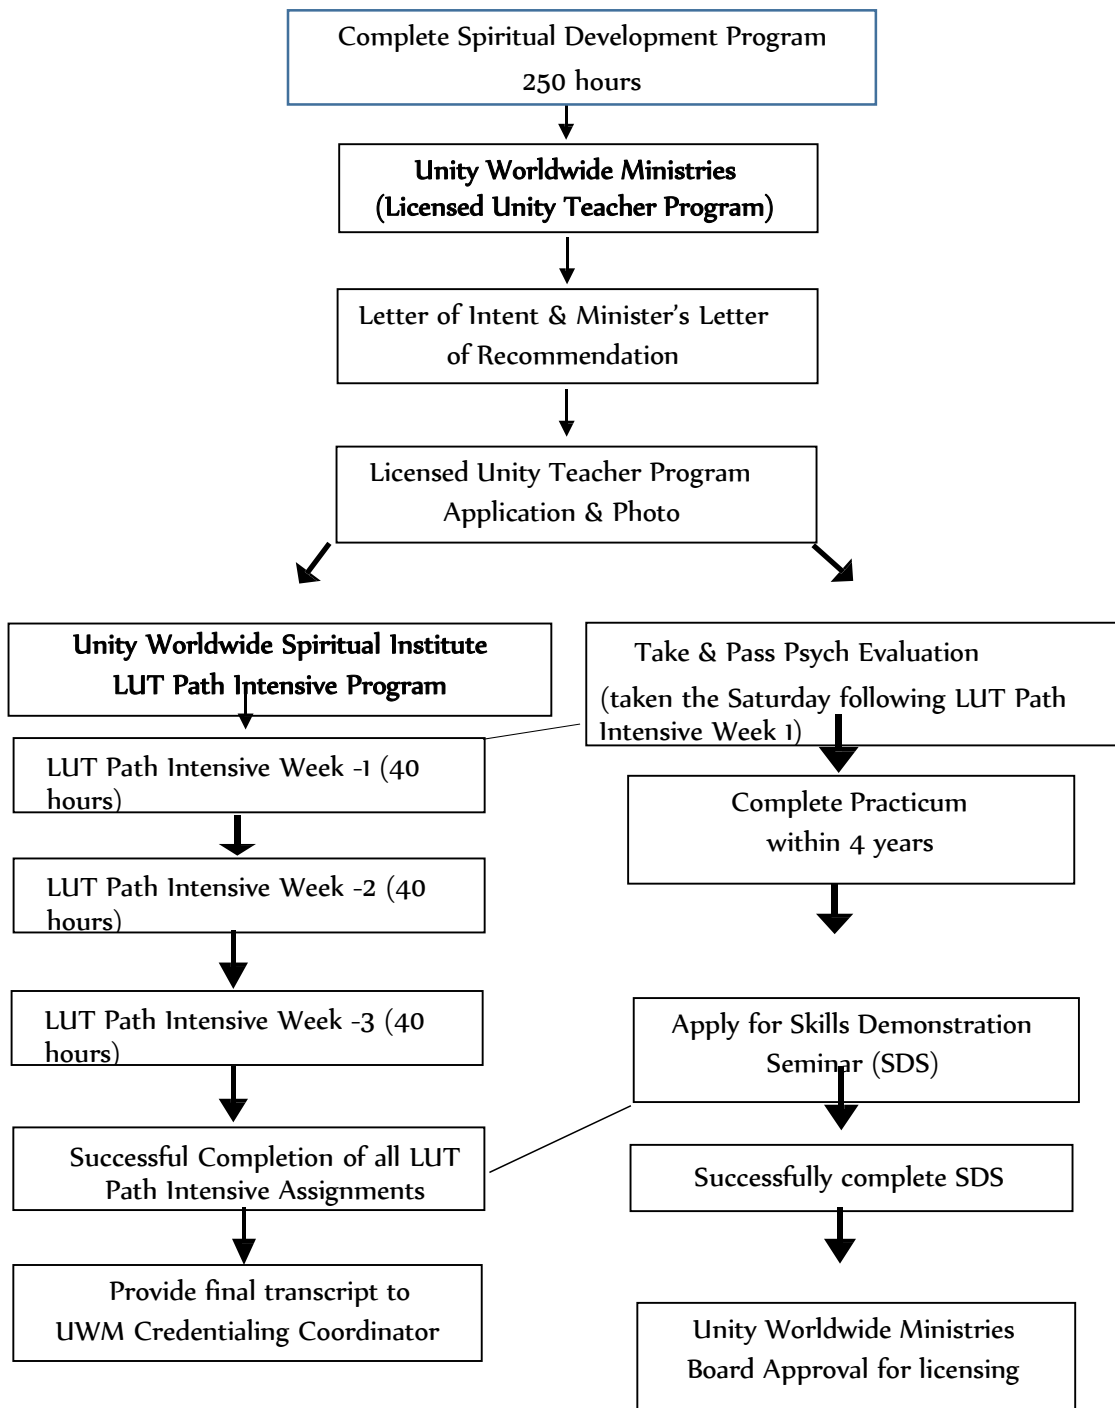 Complete Spiritual Development Program
250 hours
Unity Worldwide Ministries
(Licensed Unity Teacher Program)
Letter of Intent & Minister’s Letter
of Recommendation
Licensed Unity Teacher Program
Application & Photo
Unity Worldwide Spiritual Institute
LUT Path Intensive Program
LUT Path Intensive Week -1 (40
hours)
LUT Path Intensive Week -2 (40
hours)
LUT Path Intensive Week -3 (40
hours)
Successful Completion of all LUT
Path Intensive Assignments
Provide final transcript to
UWM Credentialing Coordinator
Take & Pass Psych Evaluation
(taken the Saturday following LUT Path
Intensive Week 1)
Complete Practicum
within 4 years
Apply for Skills Demonstration
Seminar (SDS)
Successfully complete SDS
Unity Worldwide Ministries
Board Approval for licensing